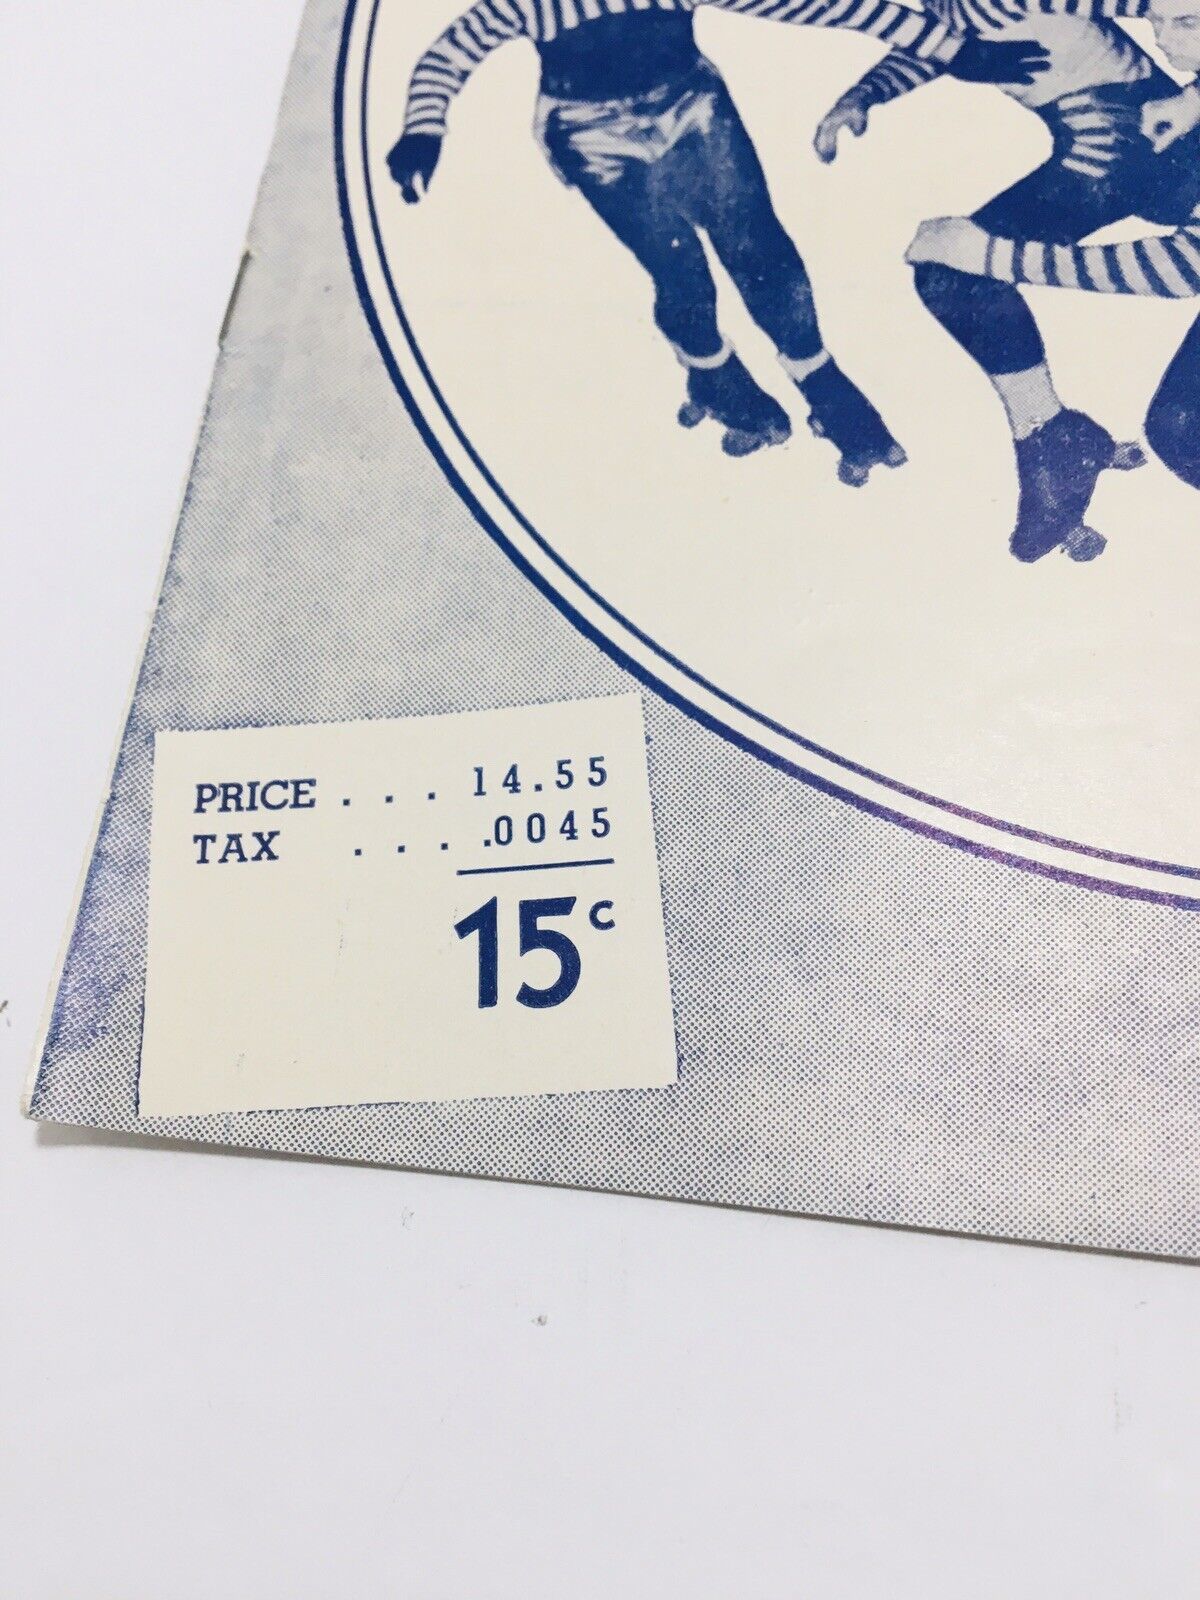 PRICE . . . 14.55
TAX . . . . .0045
15c